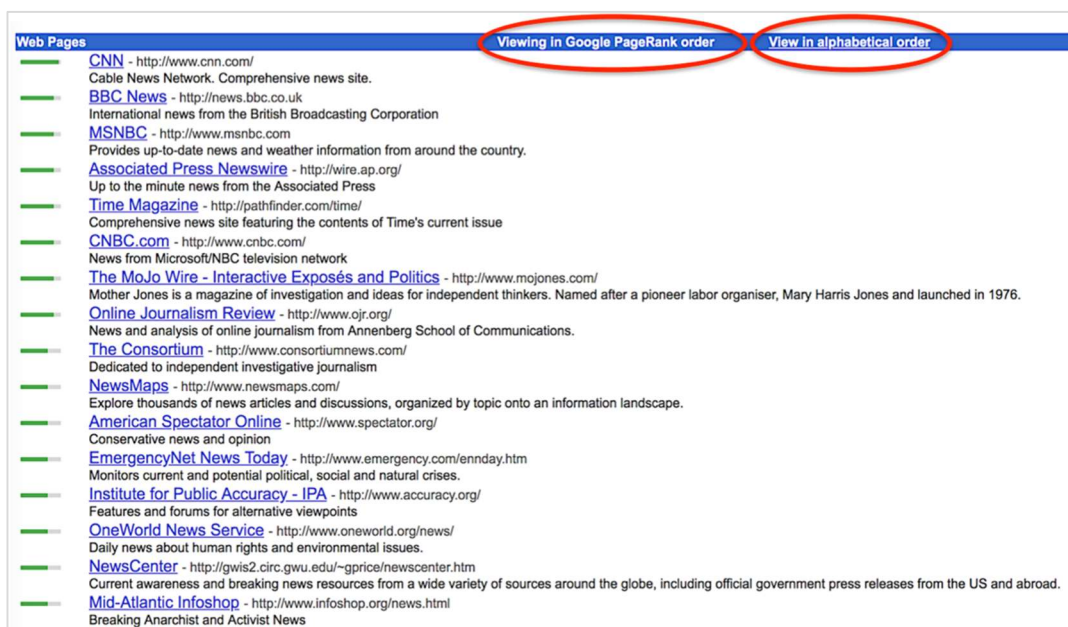 Web Pages Viewing in Google PageRank order View in alphabetical order
CNN - http://www.cnn.com/
Cable News Network. Comprehensive news site.
BBC News - http://news.bbc.co.uk
International news from the British Broadcasting Corporation
MSNBC - http://www.msnbc.com
Provides up-to-date news and weather information from around the country.
Associated Press Newswire - http://wire.ap.org/
Up to the minute news from the Associated Press
Time Magazine - http://pathfinder.com/time/
Comprehensive news site featuring the contents of Time's current issue
CNBC.com - http://www.cnbc.com/
News from Microsoft/NBC television network
The MoJo Wire - Interactive Exposés and Politics - http://www.mojones.com/
Mother Jones is a magazine of investigation and ideas for independent thinkers. Named after a pioneer labor organiser, Mary Harris Jones and launched in 1976.
Online Journalism Review - http://www.ojr.org/
News and analysis of online journalism from Annenberg School of Communications.
The Consortium - http://www.consortiumnews.com/
Dedicated to independent investigative journalism
NewsMaps - http://www.newsmaps.com/
Explore thousands of news articles and discussions, organized by topic onto an information landscape.
American Spectator Online - http://www.spectator.org/
Conservative news and opinion
EmergencyNet News Today - http://www.emergency.com/ennday.htm
Monitors current and potential political, social and natural crises.
Institute for Public Accuracy - IPA - http://www.accuracy.org/
Features and forums for alternative viewpoints
OneWorld News Service - http://www.oneworld.org/news/
Daily news about human rights and environmental issues.
NewsCenter - http://gwis2.circ.gwu.edu/~gprice/newscenter.htm
Current awareness and breaking news resources from a wide variety of sources around the globe, including official government press releases from the US and abroad.
Mid-Atlantic Infoshop - http://www.infoshop.org/news.html
Breaking Anarchist and Activist News